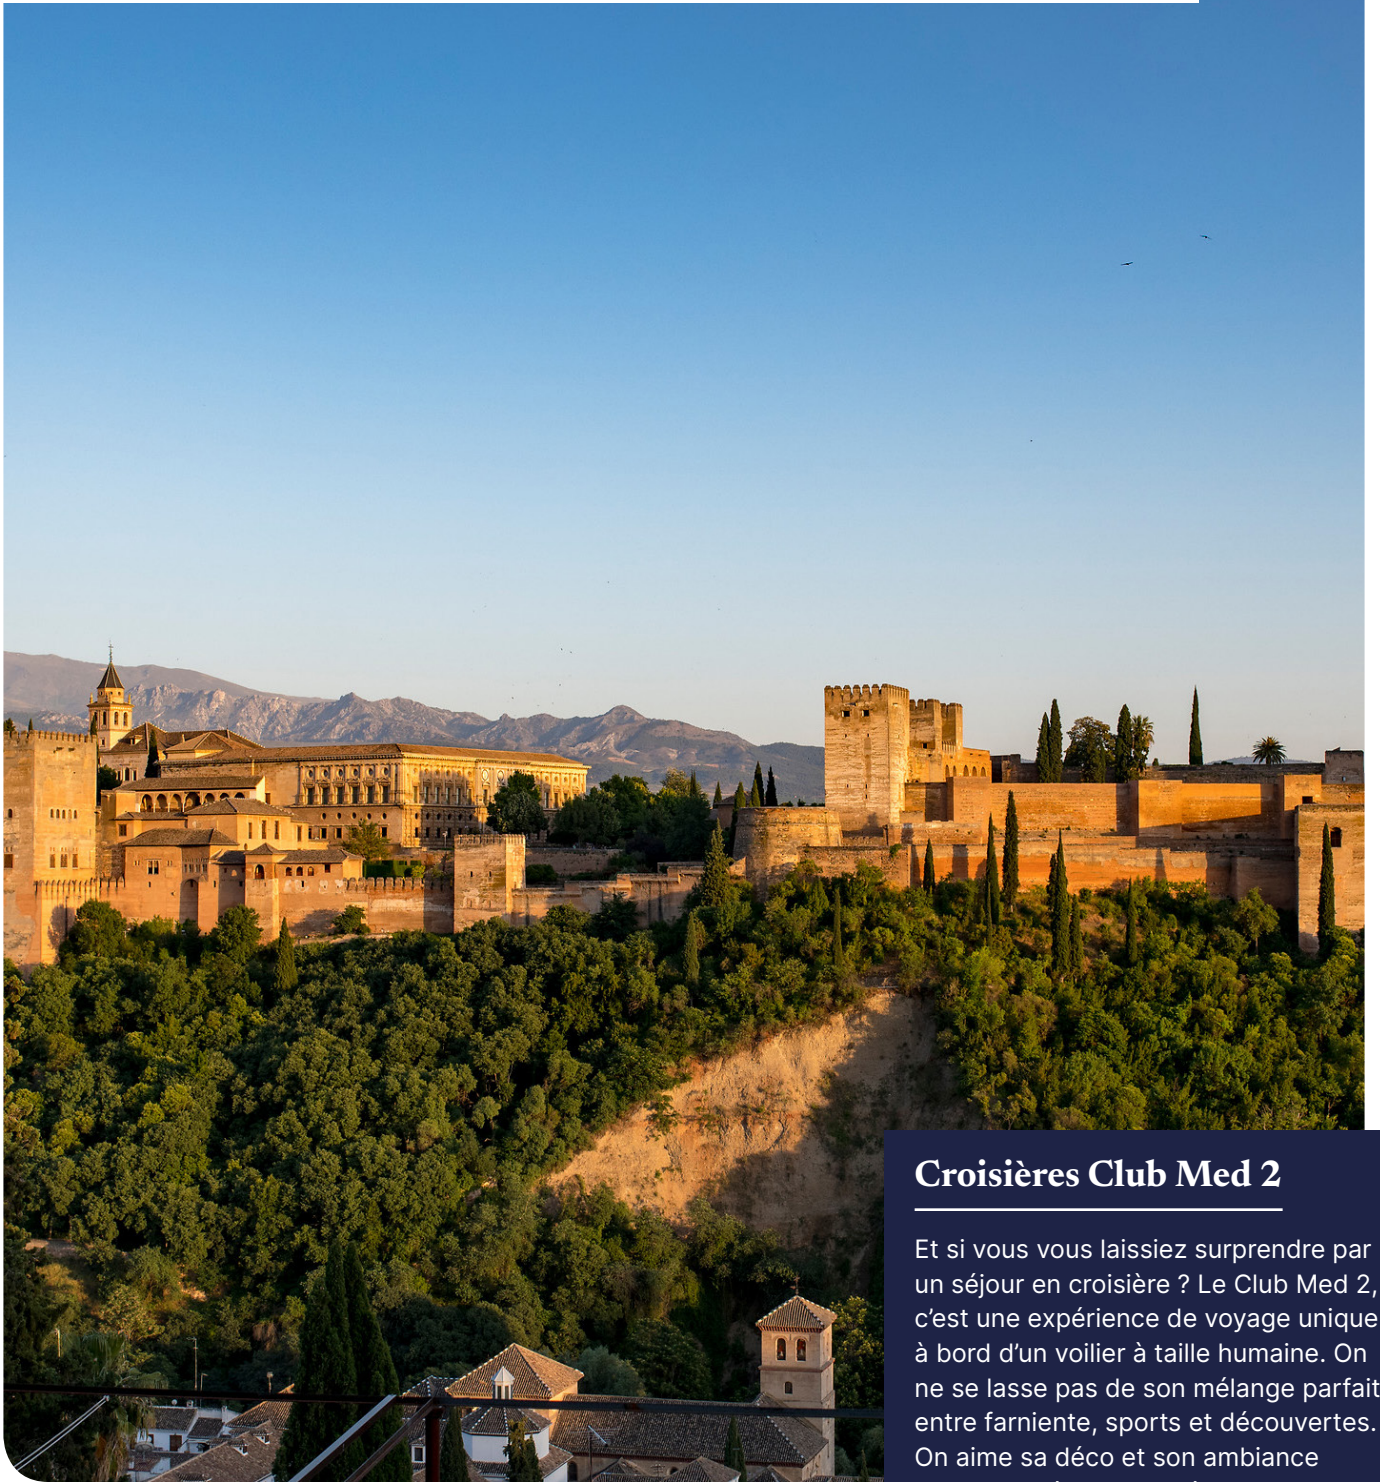 Croisières Club Med 2
Et si vous vous laissiez surprendre par
un séjour en croisière ? Le Club Med 2,
c’est une expérience de voyage unique
à bord d’un voilier à taille humaine. On
ne se lasse pas de son mélange parfait
entre farniente, sports et découvertes.
On aime sa déco et son ambiance